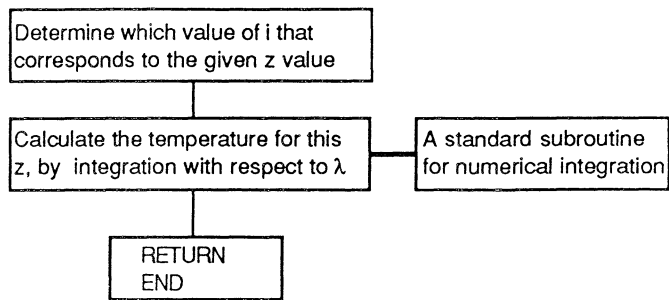 Determine which value of i that
corresponds to the given z value
Calculate the temperature for this
z, by integration with respect to λ
A standard subroutine
for numerical integration
RETURN
END